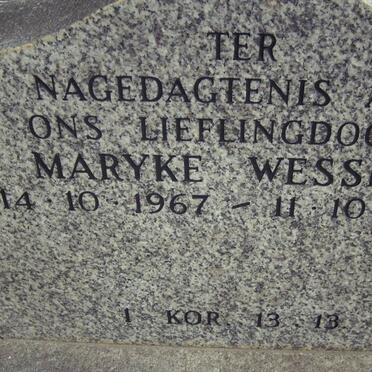 TER
NAGEDAGTENIS
ONS LIEFLINGDOG
MARYKE WESS
14 · 10 · 1967 – 11 · 10
1 KOR. 13 . 13.